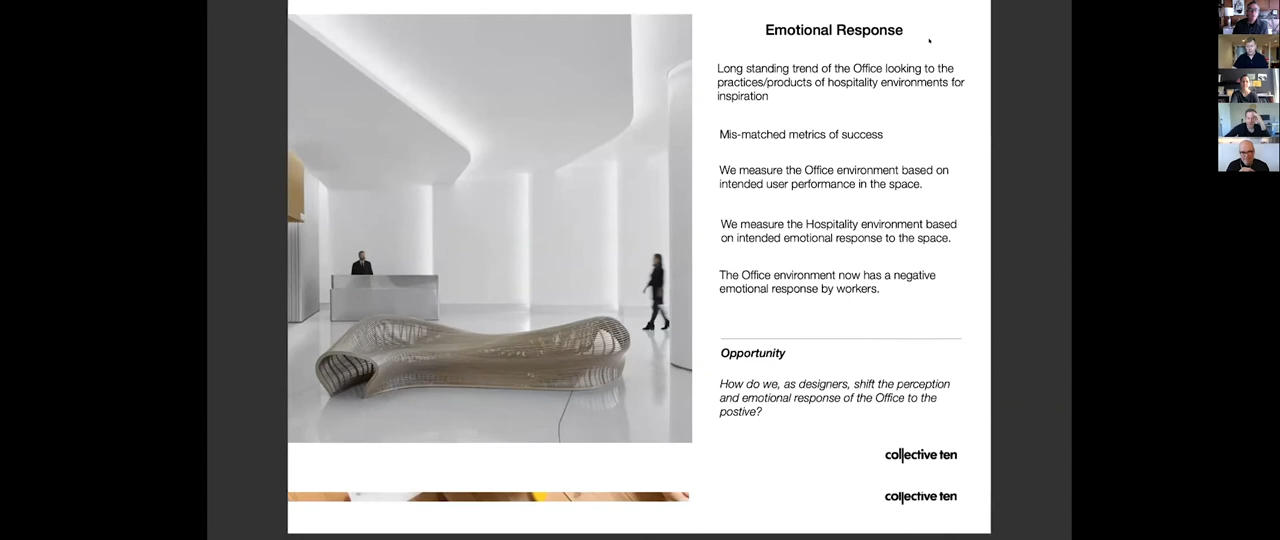 Emotional Response
Long standing trend of the Office looking to the
practices/products of hospitality environments for
inspiration
Mis-matched metrics of success
We measure the Office environment based on
intended user performance in the space.
We measure the Hospitality environment based
on intended emotional response to the space.
The Office environment now has a negative
emotional response by workers.
Opportunity
How do we, as designers, shift the perception
and emotional response of the Office to the
postive?
collective ten
collective ten